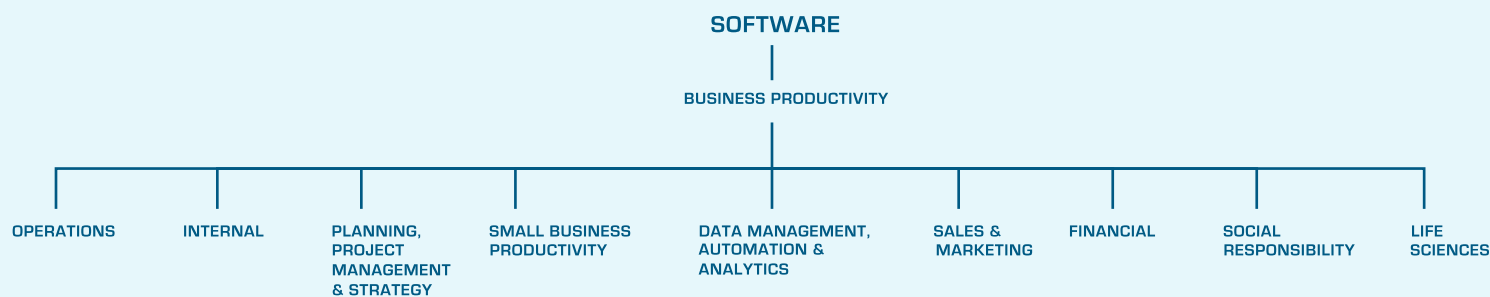 SOFTWARE
BUSINESS PRODUCTIVITY
OPERATIONS
INTERNAL
PLANNING,
PROJECT
MANAGEMENT
& STRATEGY
SMALL BUSINESS
PRODUCTIVITY
DATA MANAGEMENT,
AUTOMATION &
ANALYTICS
SALES &
MARKETING
FINANCIAL
SOCIAL
RESPONSIBILITY
LIFE
SCIENCES